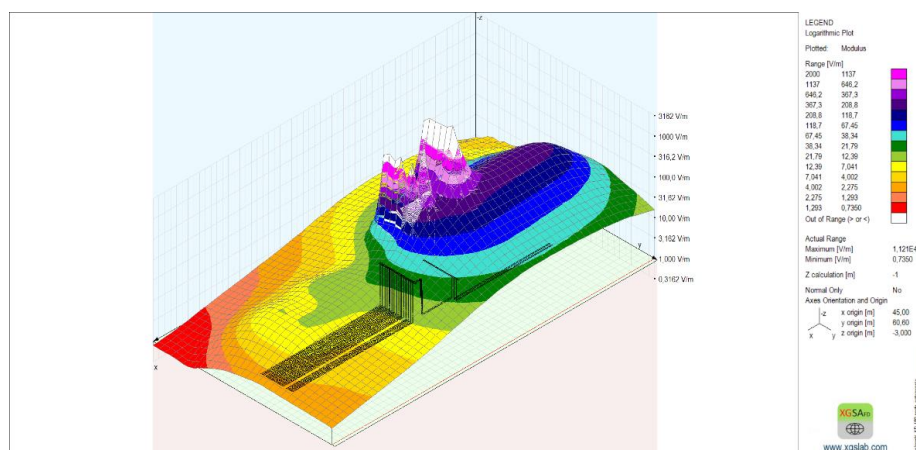 -z
3162 V/m
1000 V/m
316,2 V/m
100,0 V/m
31,62 V/m
10,00 V/m
3,162 V/m
1,000 V/m
0,3162 V/m
y
x
LEGEND
Logarithmic Plot
Plotted: Modulus
Range [V/m]
2000 1137
1137 646,2
646,2 367,3
367,3 208,8
208,8 118,7
118,7 67,45
67,45 38,34
38,34 21,79
21,79 12,39
12,39 7,041
7,041 4,002
4,002 2,275
2,275 1,293
1,293 0,7350
Out of Range (> or <)
Actual Range
Maximum [V/m] 1,121E4
Minimum [V/m] 0,7350
Z calculation [m] -1
Normal Only No
Axes Orientation and Origin
-z x origin [m] 45,00
y origin [m] 60,60
x y z origin [m] -3,000
XGSAFD
www.xgslab.com